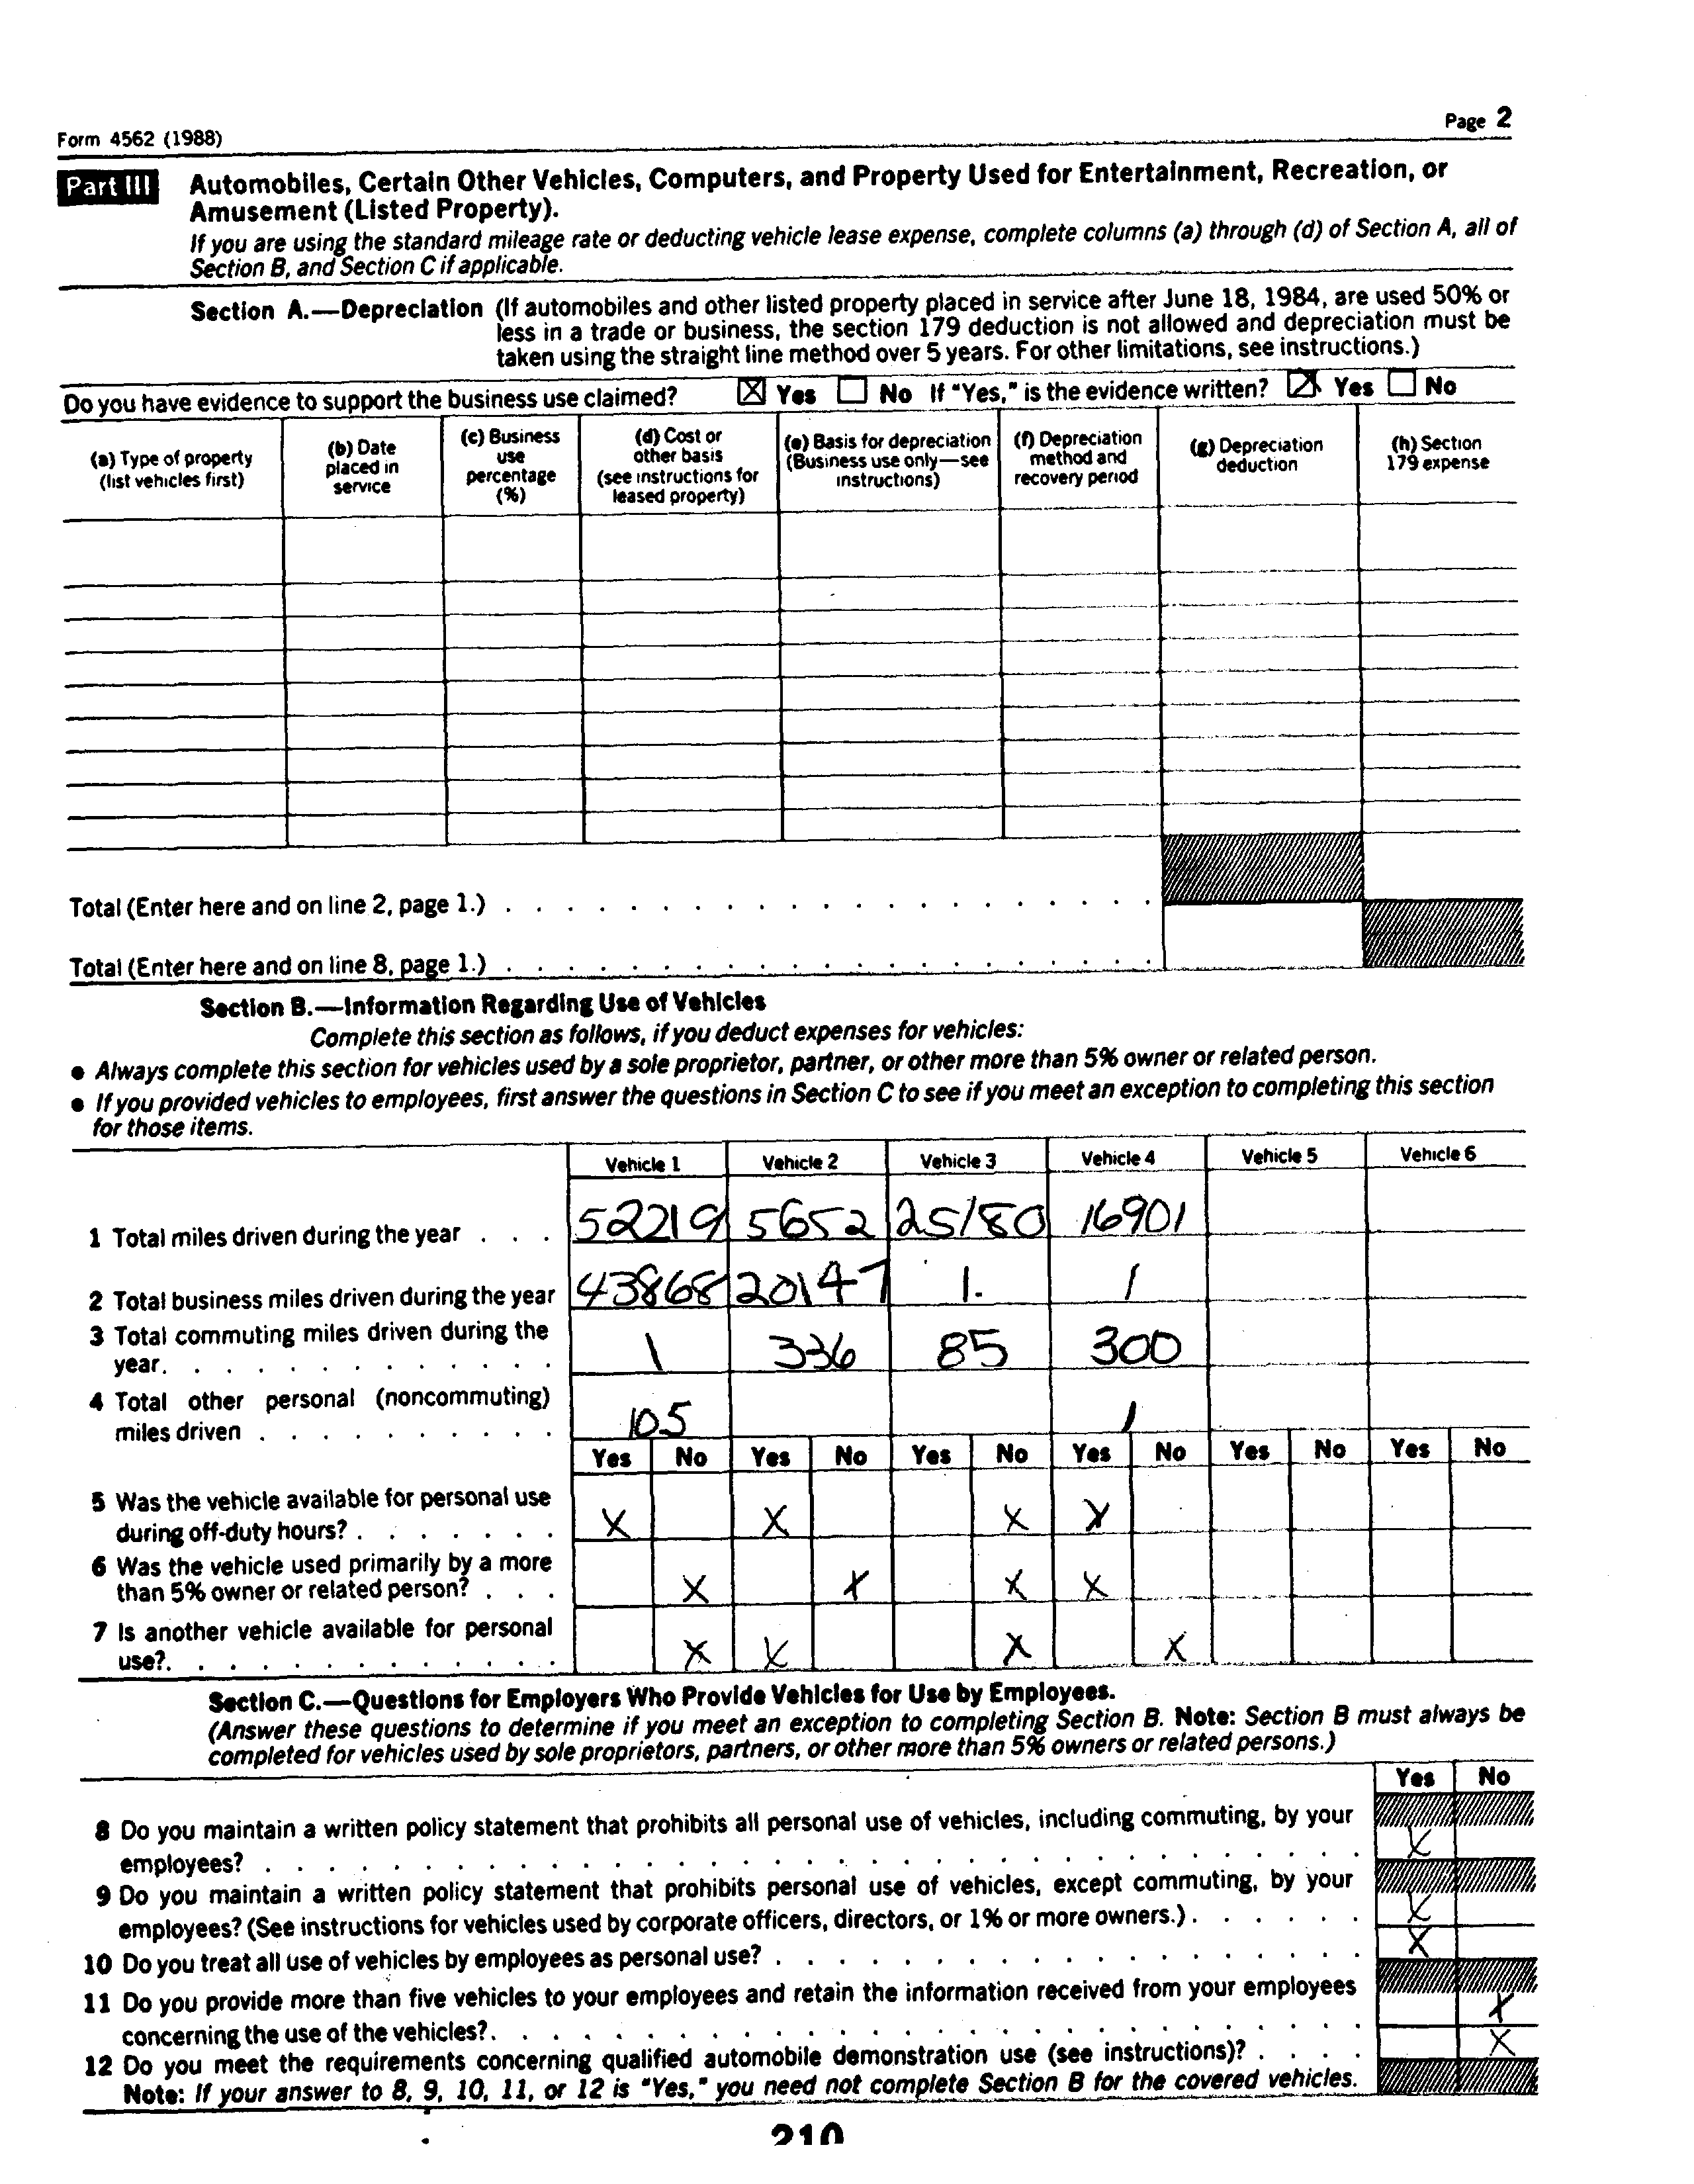 Form 4562 (1988)
Page 2
Part III Automobiles, Certain Other Vehicles, Computers, and Property Used for Entertainment, Recreation, or
Amusement (Listed Property).
If you are using the standard mileage rate or deducting vehicle lease expense, complete columns (a) through (d) of Section A, all of
Section B, and Section C if applicable.
Section A.—Depreciation (If automobiles and other listed property placed in service after June 18, 1984, are used 50% or
less in a trade or business, the section 179 deduction is not allowed and depreciation must be
taken using the straight line method over 5 years. For other limitations, see instructions.)
Do you have evidence to support the business use claimed? X Yes No If "Yes," is the evidence written? X Yes No
(a) Type of property
(list vehicles first)
(b) Date
placed in
service
(c) Business
use
percentage
(%)
(d) Cost or
other basis
(see instructions for
leased property)
(e) Basis for depreciation
(Business use only—see
instructions)
(f) Depreciation
method and
recovery period
(g) Depreciation
deduction
(h) Section
179 expense
Total (Enter here and on line 2, page 1.) . . . . . . . . . . . . . . . . . . . . .
Total (Enter here and on line 8, page 1.) . . . . . . . . . . . . . . . . . . . . .
Section B.—Information Regarding Use of Vehicles
Complete this section as follows, if you deduct expenses for vehicles:
● Always complete this section for vehicles used by a sole proprietor, partner, or other more than 5% owner or related person.
● If you provided vehicles to employees, first answer the questions in Section C to see if you meet an exception to completing this section
for those items.
Vehicle 1 Vehicle 2 Vehicle 3 Vehicle 4 Vehicle 5 Vehicle 6
1 Total miles driven during the year . . . 52219 5652 25180 16901
2 Total business miles driven during the year 43868 20147 1. 1
3 Total commuting miles driven during the
year. . . . . . . . . . . . . 1 336 85 300
4 Total other personal (noncommuting)
miles driven . . . . . . . . . . 105 1
Yes No Yes No Yes No Yes No Yes No Yes No
5 Was the vehicle available for personal use
during off-duty hours? . . . . . . . X X X X
6 Was the vehicle used primarily by a more
than 5% owner or related person? . . . X X X X
7 Is another vehicle available for personal
use?. . . . . . . . . . . . . X X X X
Section C.—Questions for Employers Who Provide Vehicles for Use by Employees.
(Answer these questions to determine if you meet an exception to completing Section B. Note: Section B must always be
completed for vehicles used by sole proprietors, partners, or other more than 5% owners or related persons.)
Yes No
8 Do you maintain a written policy statement that prohibits all personal use of vehicles, including commuting, by your
employees? . . . . . . . . . . . . . . . . . . . . . . . . . . . . . . . . . . . X
9 Do you maintain a written policy statement that prohibits personal use of vehicles, except commuting, by your
employees? (See instructions for vehicles used by corporate officers, directors, or 1% or more owners.) . . . . . . X
10 Do you treat all use of vehicles by employees as personal use? . . . . . . . . . . . . . . . . . . . X
11 Do you provide more than five vehicles to your employees and retain the information received from your employees
concerning the use of the vehicles?. . . . . . . . . . . . . . . . . . . . . . . . . . . . X
12 Do you meet the requirements concerning qualified automobile demonstration use (see instructions)? . . . . X
Note: If your answer to 8, 9, 10, 11, or 12 is "Yes," you need not complete Section B for the covered vehicles.
210